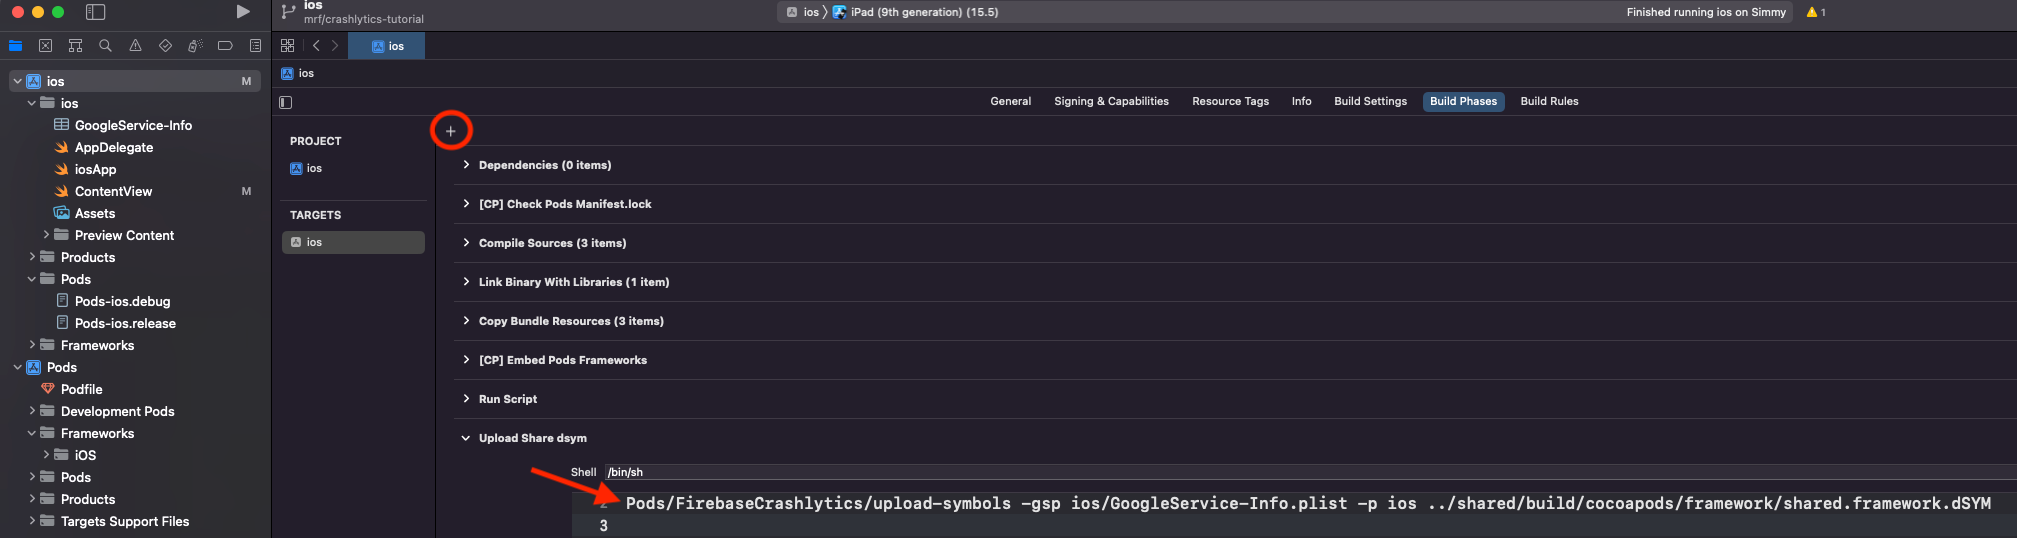 ios
mrf/crashlytics-tutorial
ios
iPad (9th generation) (15.5)
Finished running ios on Simmy
1
ios
M
ios
GoogleService-Info
AppDelegate
iosApp
ContentView
M
Assets
Preview Content
Products
Pods
Pods-ios.debug
Pods-ios.release
Frameworks
Pods
Podfile
Development Pods
Frameworks
iOS
Pods
Products
Targets Support Files
ios
ios
General
Signing & Capabilities
Resource Tags
Info
Build Settings
Build Phases
Build Rules
PROJECT
ios
TARGETS
ios
+
Dependencies (0 items)
[CP] Check Pods Manifest.lock
Compile Sources (3 items)
Link Binary With Libraries (1 item)
Copy Bundle Resources (3 items)
[CP] Embed Pods Frameworks
Run Script
Upload Share dsym
Shell /bin/sh
2 Pods/FirebaseCrashlytics/upload-symbols -gsp ios/GoogleService-Info.plist -p ios ../shared/build/cocoapods/framework/shared.framework.dSYM
3